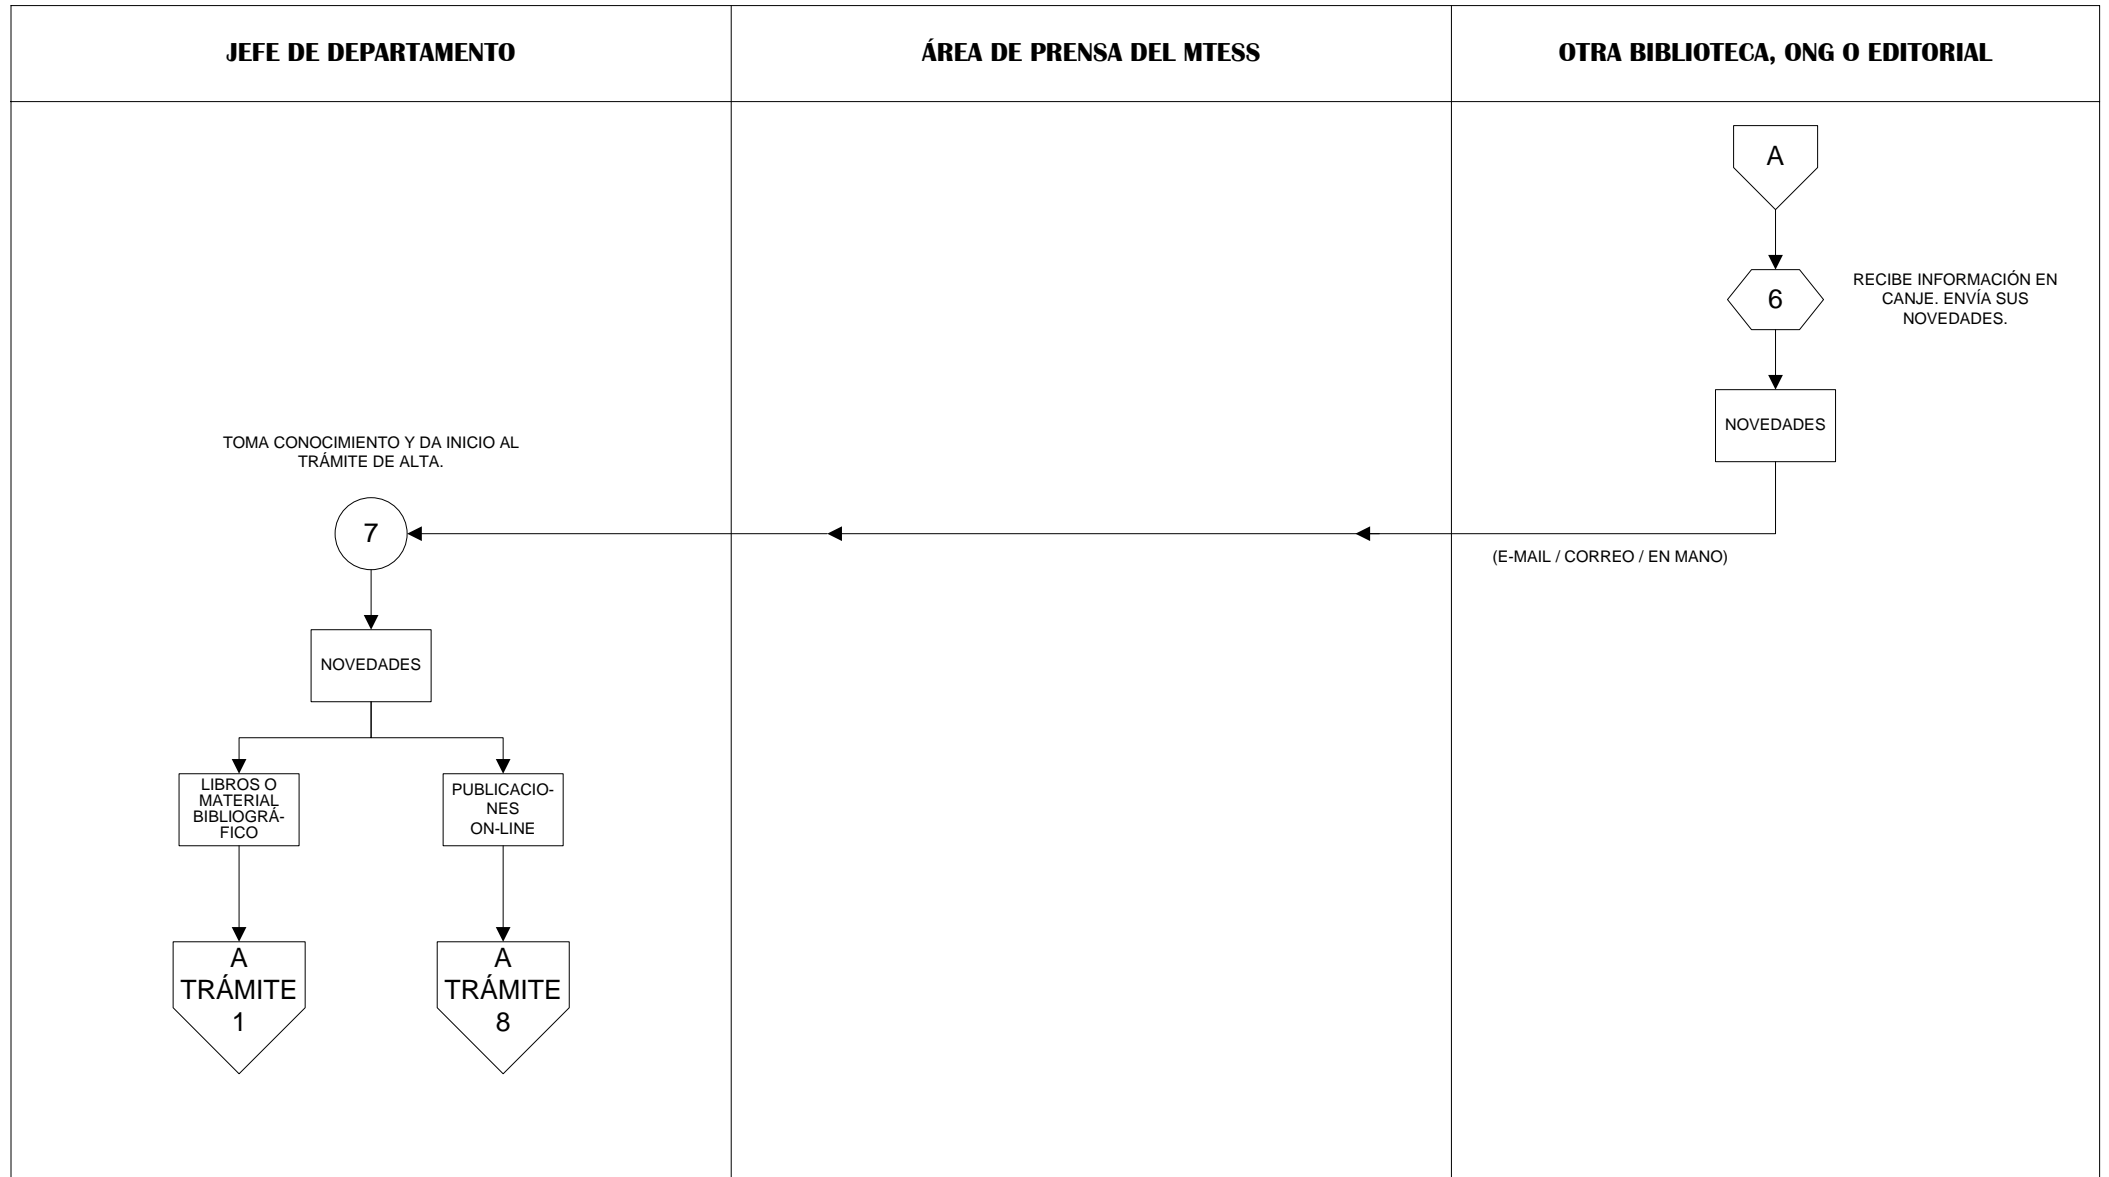 JEFE DE DEPARTAMENTO
ÁREA DE PRENSA DEL MTESS
OTRA BIBLIOTECA, ONG O EDITORIAL
A
6
RECIBE INFORMACIÓN EN
CANJE. ENVÍA SUS
NOVEDADES.
NOVEDADES
(E-MAIL / CORREO / EN MANO)
TOMA CONOCIMIENTO Y DA INICIO AL
TRÁMITE DE ALTA.
7
NOVEDADES
LIBROS O
MATERIAL
BIBLIOGRÁ-
FICO
PUBLICACIO-
NES
ON-LINE
A
TRÁMITE
1
A
TRÁMITE
8